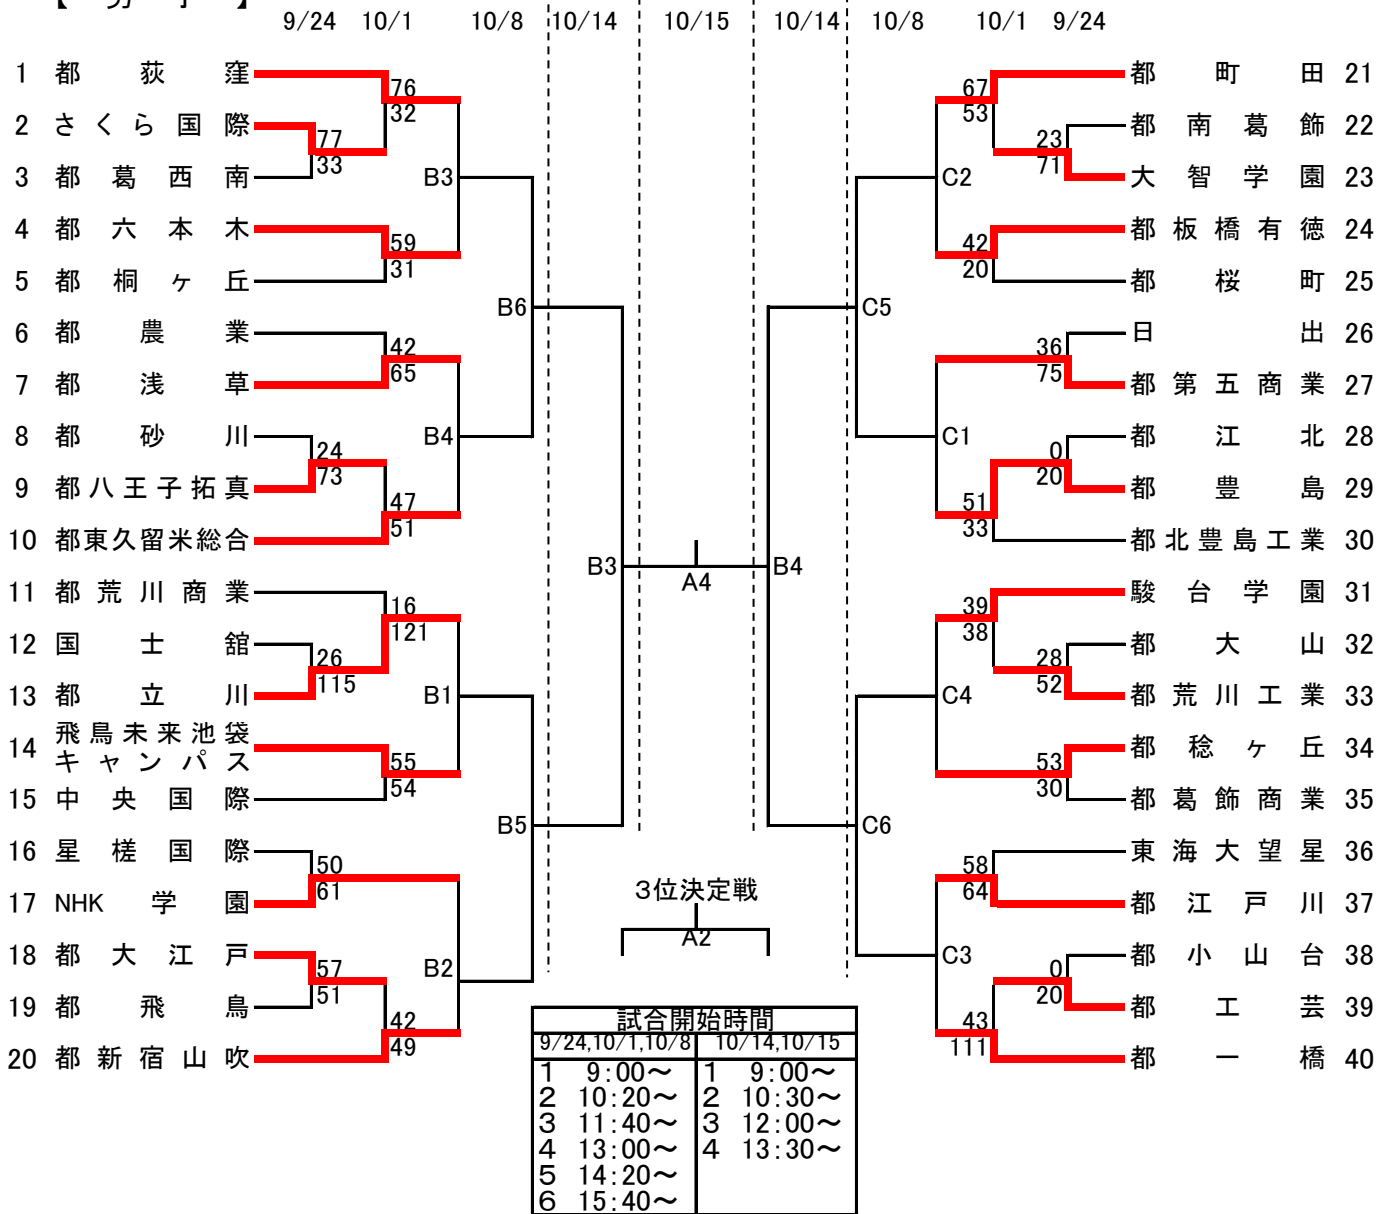 【 男 子 】
9/24 10/1 10/8 10/14 10/15 10/14 10/8 10/1 9/24
1 都荻窪
2 さくら国際
3 都葛西南
4 都六本木
5 都桐ヶ丘
6 都農業
7 都浅草
8 都砂川
9 都八王子拓真
10 都東久留米総合
11 都荒川商業
12 国士舘
13 都立川
14 飛鳥未来池袋
キャンパス
15 中央国際
16 星槎国際
17 NHK学園
18 都大江戸
19 都飛鳥
20 都新宿山吹
76
32
77
33
B3
59
31
B6
42
65
B4
24
73
47
51
B3
16
121
26
115
B1
55
54
B5
50
61
57
51
B2
42
49
A4
3位決定戦
A2
B4
67
53
23
71
C2
42
20
C5
36
75
C1
0
20
51
33
39
38
28
52
C4
53
30
C6
58
64
C3
0
20
43
111
都町田 21
都南葛飾 22
大智学園 23
都板橋有徳 24
都桜町 25
日出 26
都第五商業 27
都江北 28
都豊島 29
都北豊島工業 30
駿台学園 31
都大山 32
都荒川工業 33
都稔ヶ丘 34
都葛飾商業 35
東海大望星 36
都江戸川 37
都小山台 38
都工芸 39
都一橋 40
試合開始時間
9/24,10/1,10/8 10/14,10/15
1 9:00～ 1 9:00～
2 10:20～ 2 10:30～
3 11:40～ 3 12:00～
4 13:00～ 4 13:30～
5 14:20～
6 15:40～